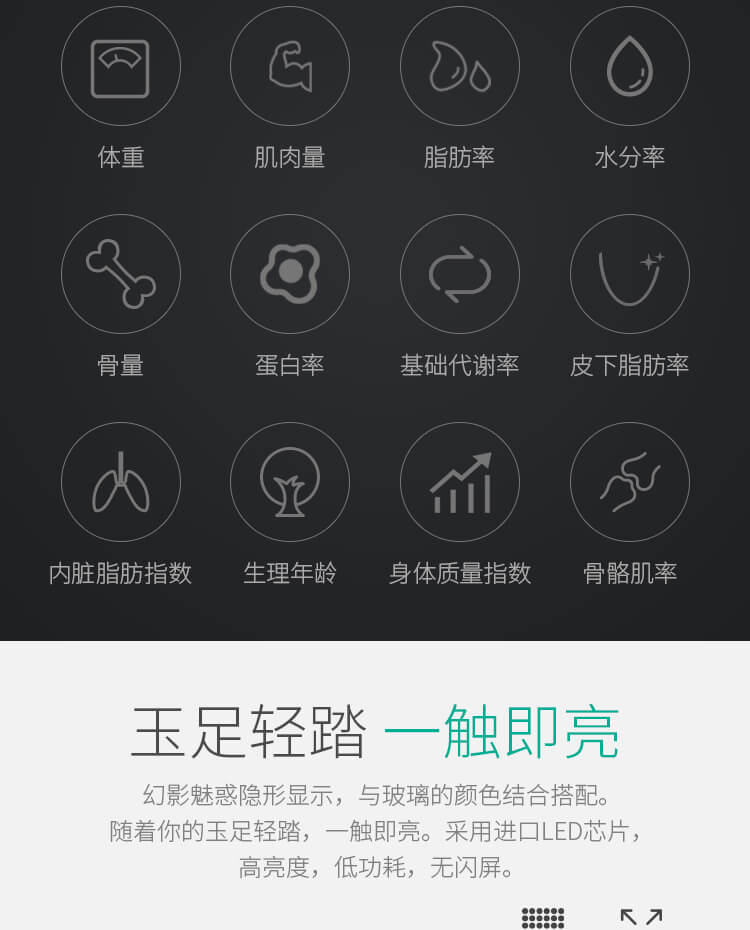 体重 肌肉量 脂肪率 水分率
骨量 蛋白率 基础代谢率 皮下脂肪率
内脏脂肪指数 生理年龄 身体质量指数 骨骼肌率
玉足轻踏 一触即亮
幻影魅惑隐形显示，与玻璃的颜色结合搭配。
随着你的玉足轻踏，一触即亮。采用进口LED芯片，
高亮度，低功耗，无闪屏。